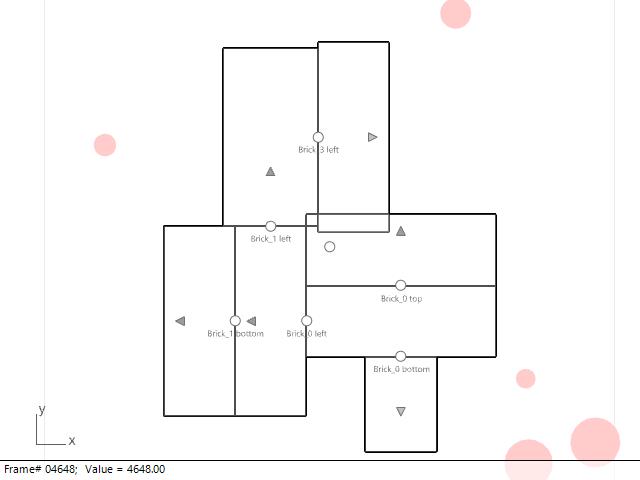 Brick_3 left
Brick_1 left
Brick_0 top
Brick_1 bottom
Brick_0 left
Brick_0 bottom
y
x
Frame# 04648; Value = 4648.00